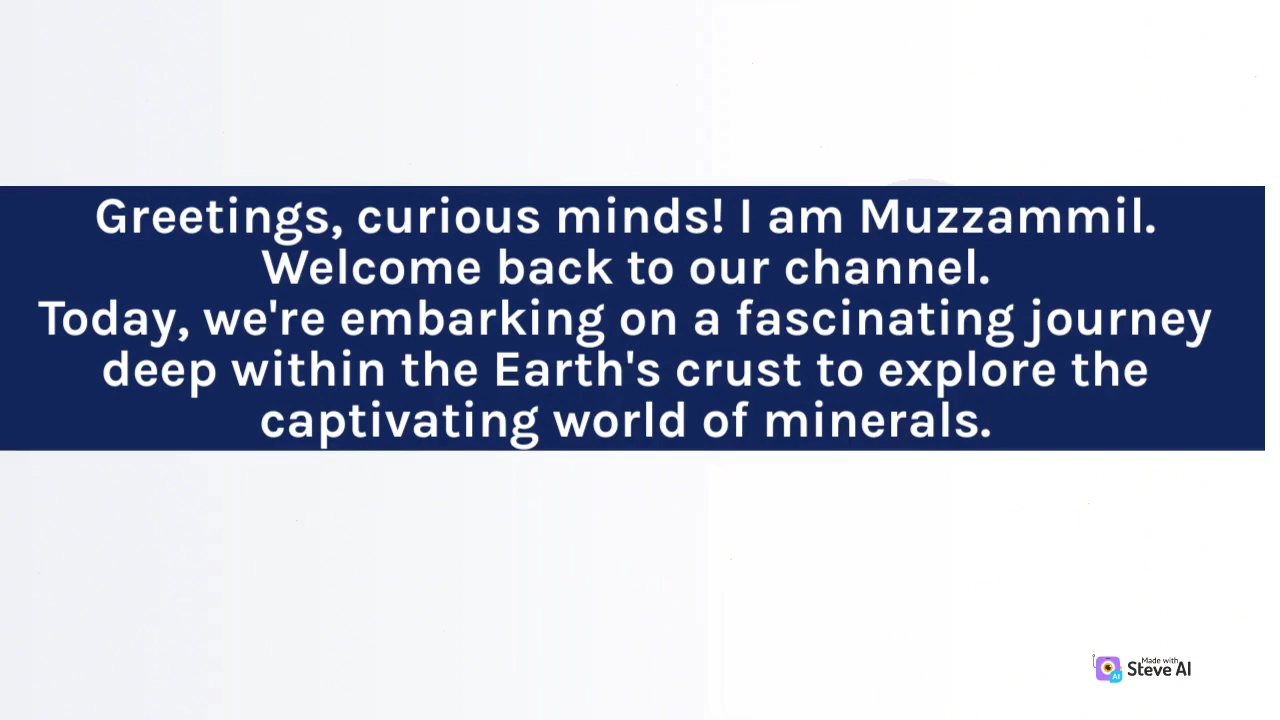 Greetings, curious minds! I am Muzzammil.
Welcome back to our channel.
Today, we're embarking on a fascinating journey
deep within the Earth's crust to explore the
captivating world of minerals.
Made with
Steve AI
AI